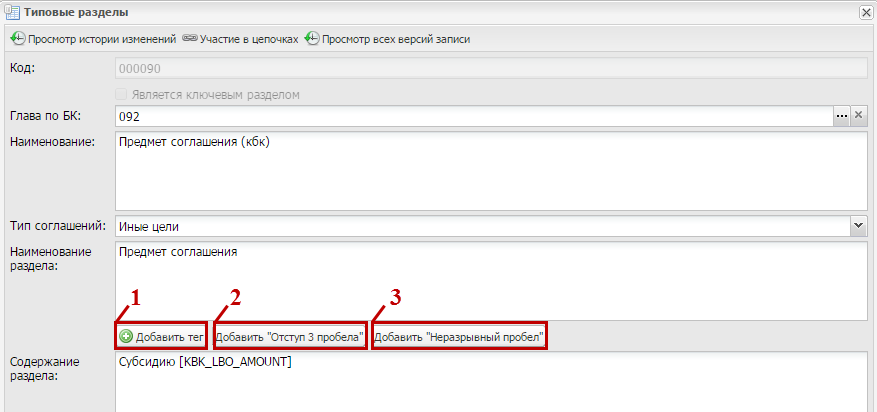 Типовые разделы
Просмотр истории изменений Участие в цепочках Просмотр всех версий записи
Код: 000090
Является ключевым разделом
Глава по БК: 092
Наименование: Предмет соглашения (кбк)
Тип соглашений: Иные цели
Наименование раздела: Предмет соглашения
1 2 3
Добавить тег Добавить "Отступ 3 пробела" Добавить "Неразрывный пробел"
Содержание раздела: Субсидию [KBK_LBO_AMOUNT]